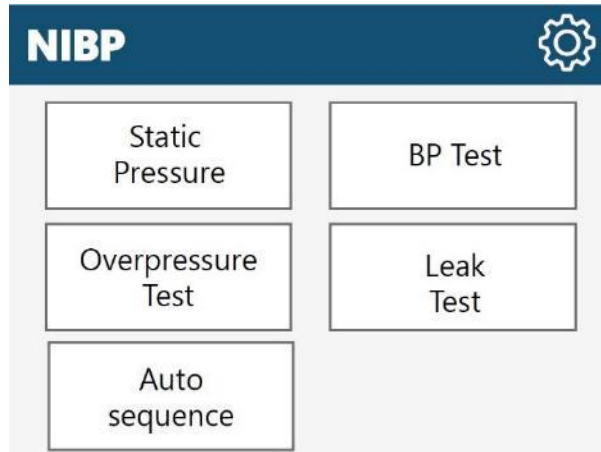 NIBP
Static
Pressure
BP Test
Overpressure
Test
Leak
Test
Auto
sequence